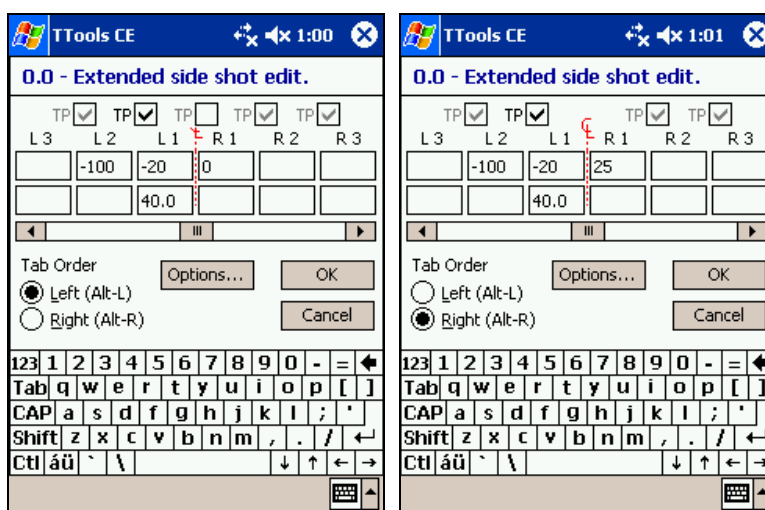 TTools CE 1:00
0.0 - Extended side shot edit.
TP TP TP TP TP
L 3 L 2 L 1 R 1 R 2 R 3
-100 -20 0
40.0
Tab Order
Options... OK
Left (Alt-L)
Right (Alt-R) Cancel
123 1 2 3 4 5 6 7 8 9 0 - = 
Tab q w e r t y u i o p [ ]
CAP a s d f g h j k l ; '
Shift z x c v b n m , . / ↵
Ctl áü ` \ ↓ ↑ ← →
TTools CE 1:01
0.0 - Extended side shot edit.
TP TP TP TP
L 3 L 2 L 1 R 1 R 2 R 3
-100 -20 25
40.0
Tab Order
Options... OK
Left (Alt-L)
Right (Alt-R) Cancel
123 1 2 3 4 5 6 7 8 9 0 - =
Tab q w e r t y u i o p [ ]
CAP a s d f g h j k l ; '
Shift z x c v b n m , . / ↵
Ctl áü ` \ ↓ ↑ ← →